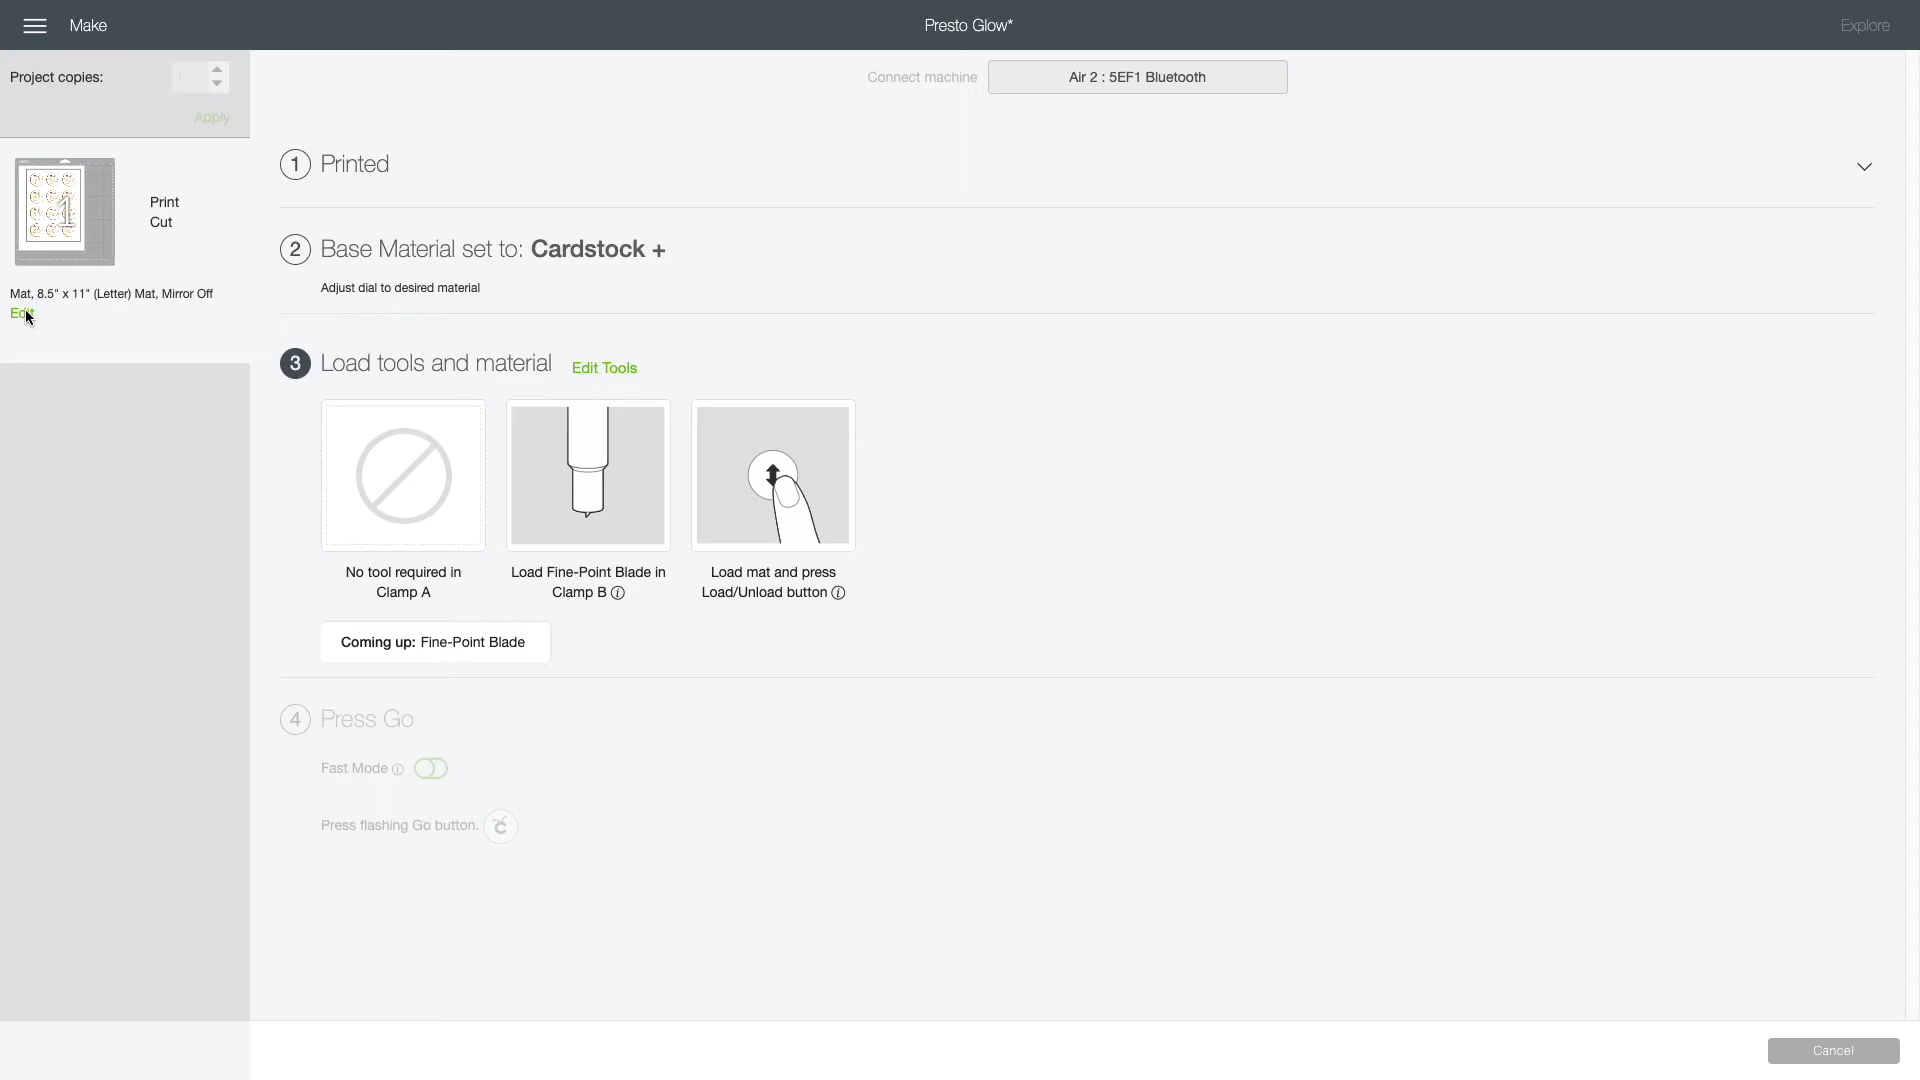 Make
Presto Glow*
Explore
Project copies:
1
Apply
Connect machine
Air 2 : 5EF1 Bluetooth
1
Print
Cut
Mat, 8.5" x 11" (Letter) Mat, Mirror Off
Edit
1 Printed
2 Base Material set to: Cardstock +
Adjust dial to desired material
3 Load tools and material
Edit Tools
No tool required in
Clamp A
Load Fine-Point Blade in
Clamp B
Load mat and press
Load/Unload button
Coming up: Fine-Point Blade
4 Press Go
Fast Mode
Press flashing Go button.
Cancel